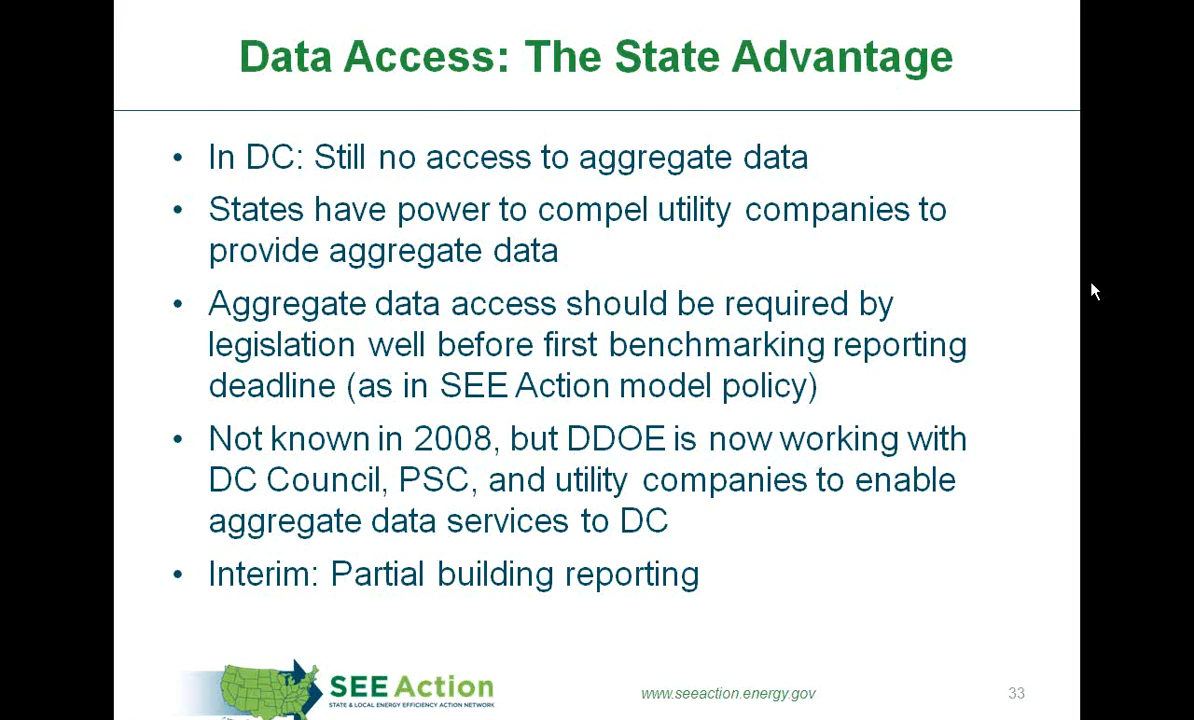 Data Access: The State Advantage
• In DC: Still no access to aggregate data
• States have power to compel utility companies to
provide aggregate data
• Aggregate data access should be required by
legislation well before first benchmarking reporting
deadline (as in SEE Action model policy)
• Not known in 2008, but DDOE is now working with
DC Council, PSC, and utility companies to enable
aggregate data services to DC
• Interim: Partial building reporting
SEE Action
STATE & LOCAL ENERGY EFFICIENCY ACTION NETWORK
www.seeaction.energy.gov
33